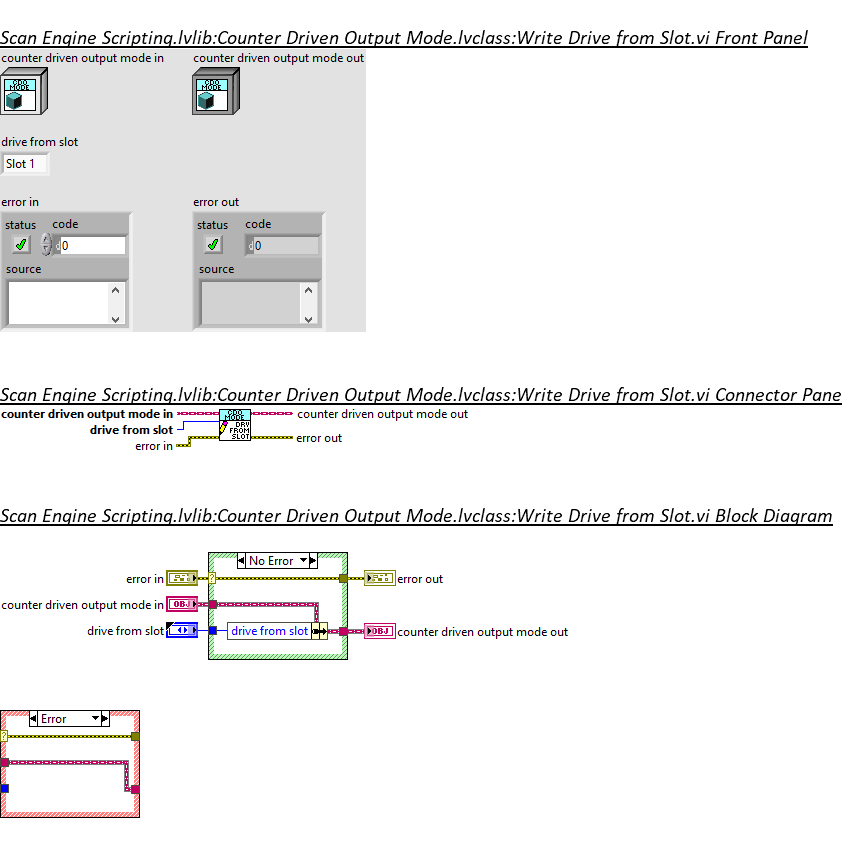 Scan Engine Scripting.lvlib:Counter Driven Output Mode.lvclass:Write Drive from Slot.vi Front Panel
counter driven output mode in
counter driven output mode out
CDO
MODE
CDO
MODE
drive from slot
Slot 1
error in
error out
status
code
status
code
d
0
d
0
source
source
Scan Engine Scripting.lvlib:Counter Driven Output Mode.lvclass:Write Drive from Slot.vi Connector Pane
counter driven output mode in
CDO
MODE
DRV
FROM
SLOT
counter driven output mode out
drive from slot
error in
error out
Scan Engine Scripting.lvlib:Counter Driven Output Mode.lvclass:Write Drive from Slot.vi Block Diagram
No Error
error in
?
error out
counter driven output mode in
OBJ
drive from slot
drive from slot
OBJ
counter driven output mode out
Error
?